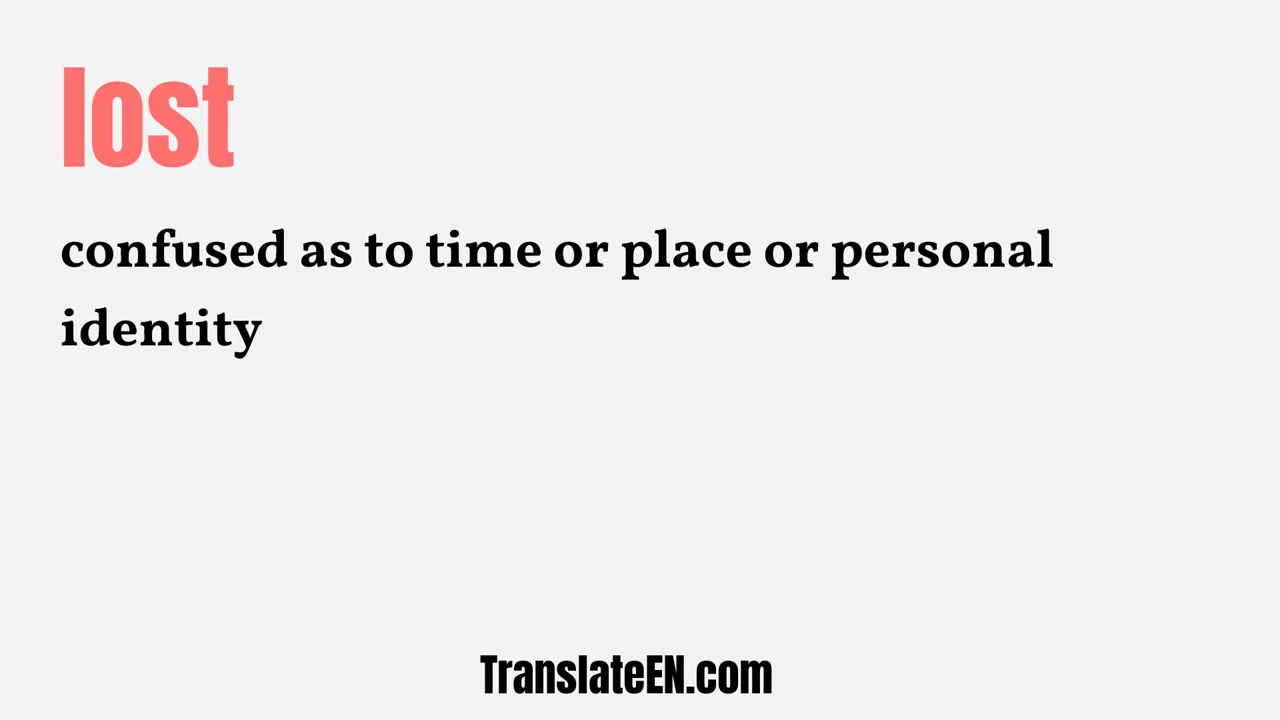 lost
confused as to time or place or personal
identity
TranslateEN.com